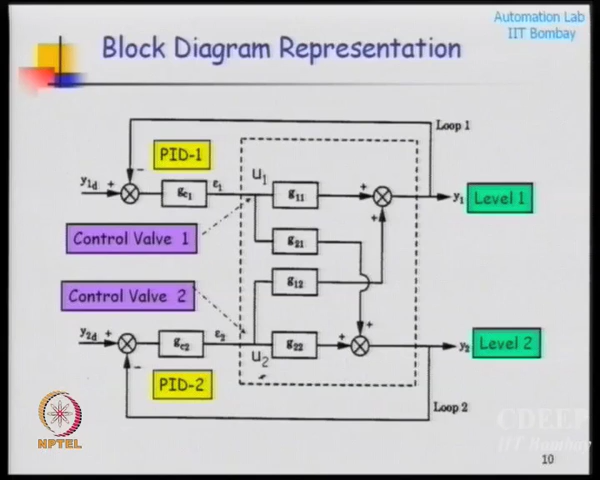 Automation Lab
IIT Bombay
Block Diagram Representation
Loop 1
PID-1
y1d + - gc1 ε1 u1 g11 + y1 Level 1
+
Control Valve 1
g21
g12
Control Valve 2
+
y2d + - gc2 ε2 u2 g22 + y2 Level 2
PID-2
Loop 2
NPTEL
CDEEP
IIT Bombay
10